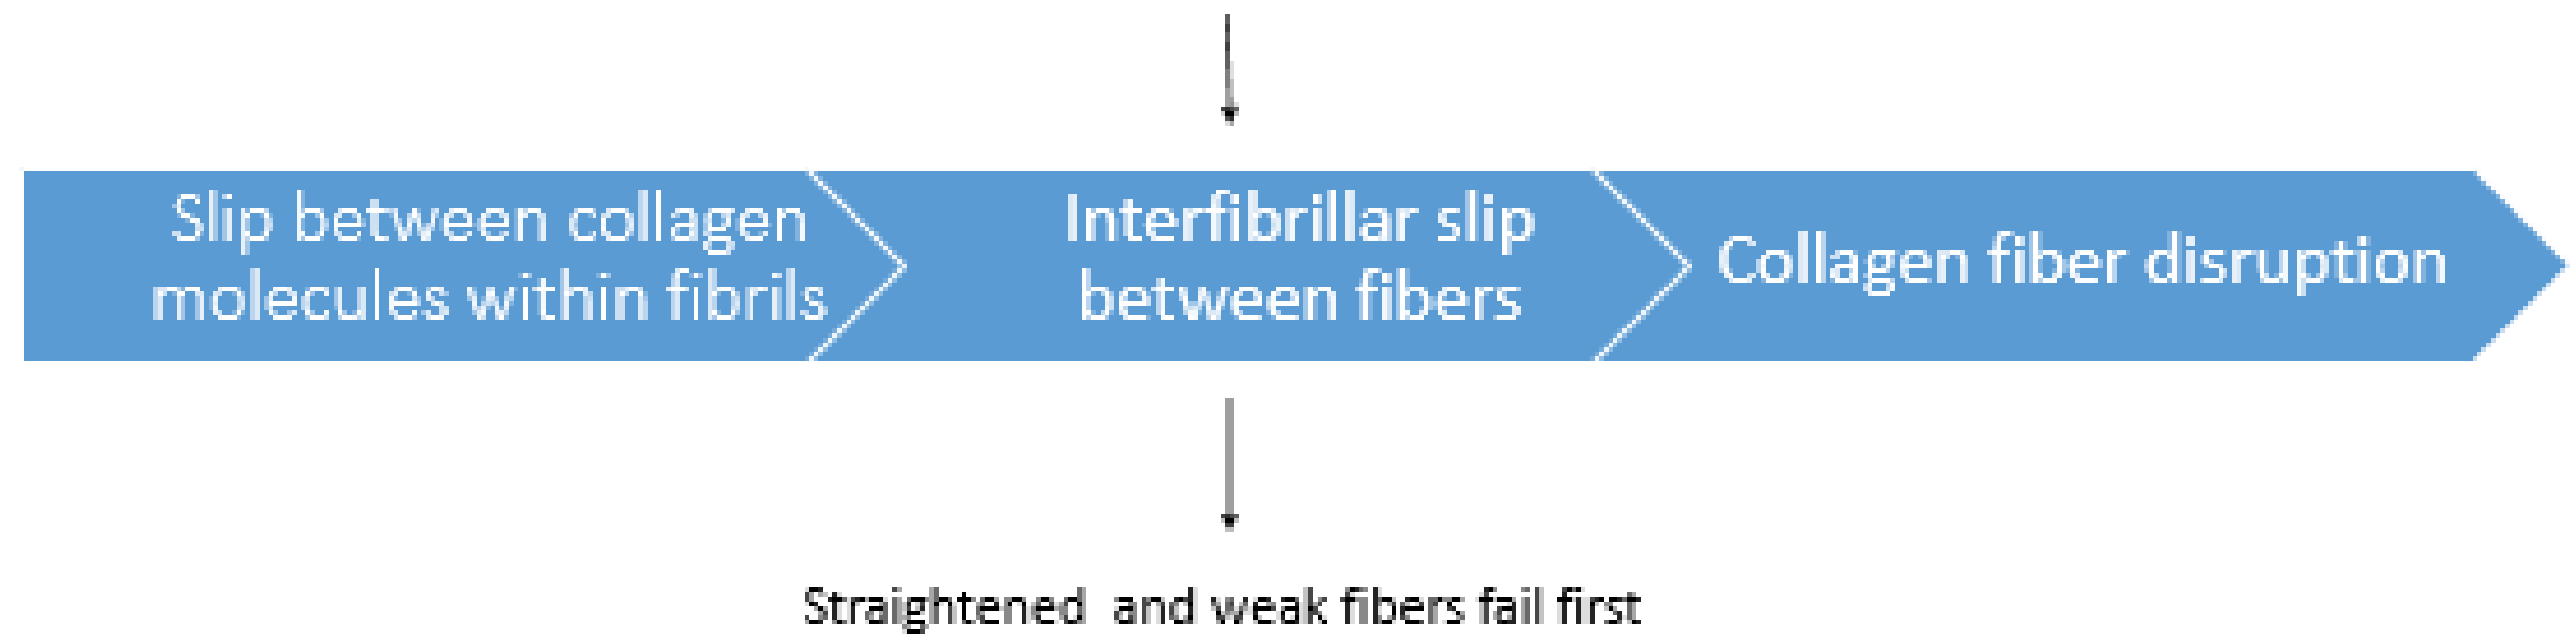 Slip between collagen
molecules within fibrils
Interfibrillar slip
between fibers
Collagen fiber disruption
Straightened and weak fibers fail first